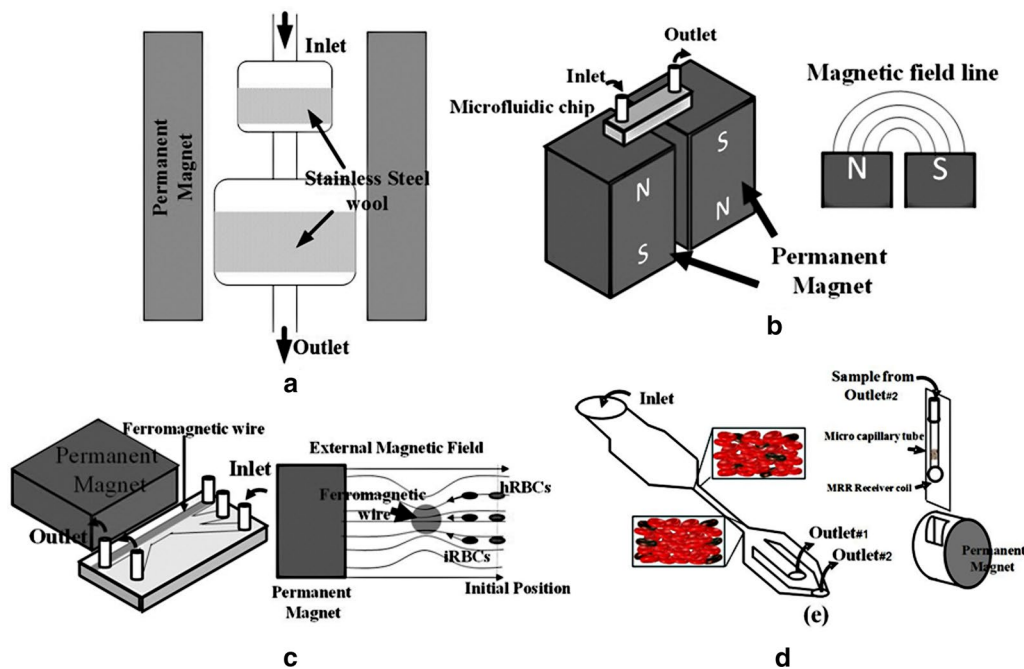 Inlet
Permanent
Magnet
Stainless Steel
wool
Outlet
a
Outlet
Inlet
Microfluidic chip
N
S
S
N
Permanent
Magnet
Magnetic field line
N S
b
Ferromagnetic wire
Permanent
Magnet
Inlet
Outlet
External Magnetic Field
hRBCs
Ferromagnetic
wire
iRBCs
Initial Position
Permanent
Magnet
c
Inlet
Outlet#1
Outlet#2
(e)
Sample from
Outlet#2
Micro capillary tube
MRR Receiver coil
Permanent
Magnet
d